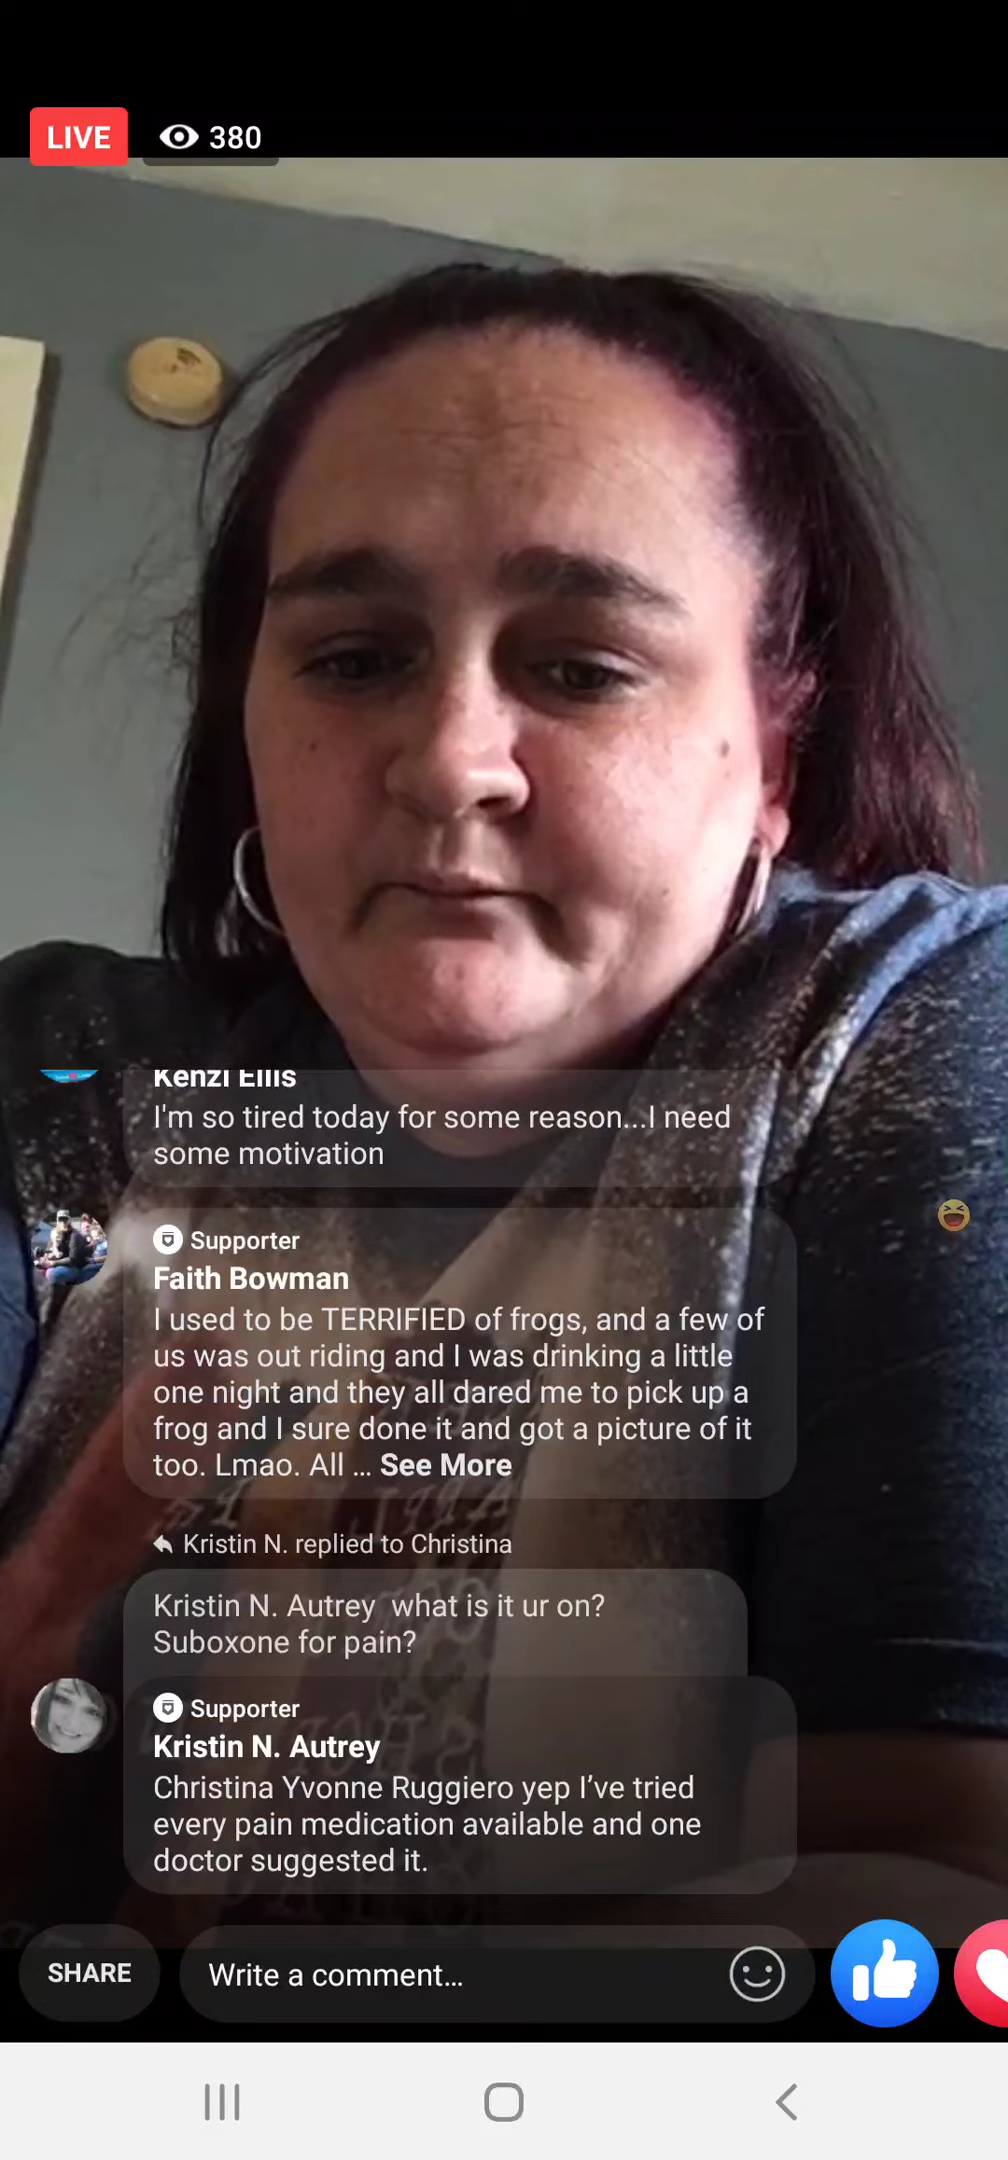 LIVE 380
Kenzi Ellis
I'm so tired today for some reason...I need
some motivation
Supporter
Faith Bowman
I used to be TERRIFIED of frogs, and a few of
us was out riding and I was drinking a little
one night and they all dared me to pick up a
frog and I sure done it and got a picture of it
too. Lmao. All ... See More
Kristin N. replied to Christina
Kristin N. Autrey  what is it ur on?
Suboxone for pain?
Supporter
Kristin N. Autrey
Christina Yvonne Ruggiero yep I’ve tried
every pain medication available and one
doctor suggested it.
SHARE
Write a comment...